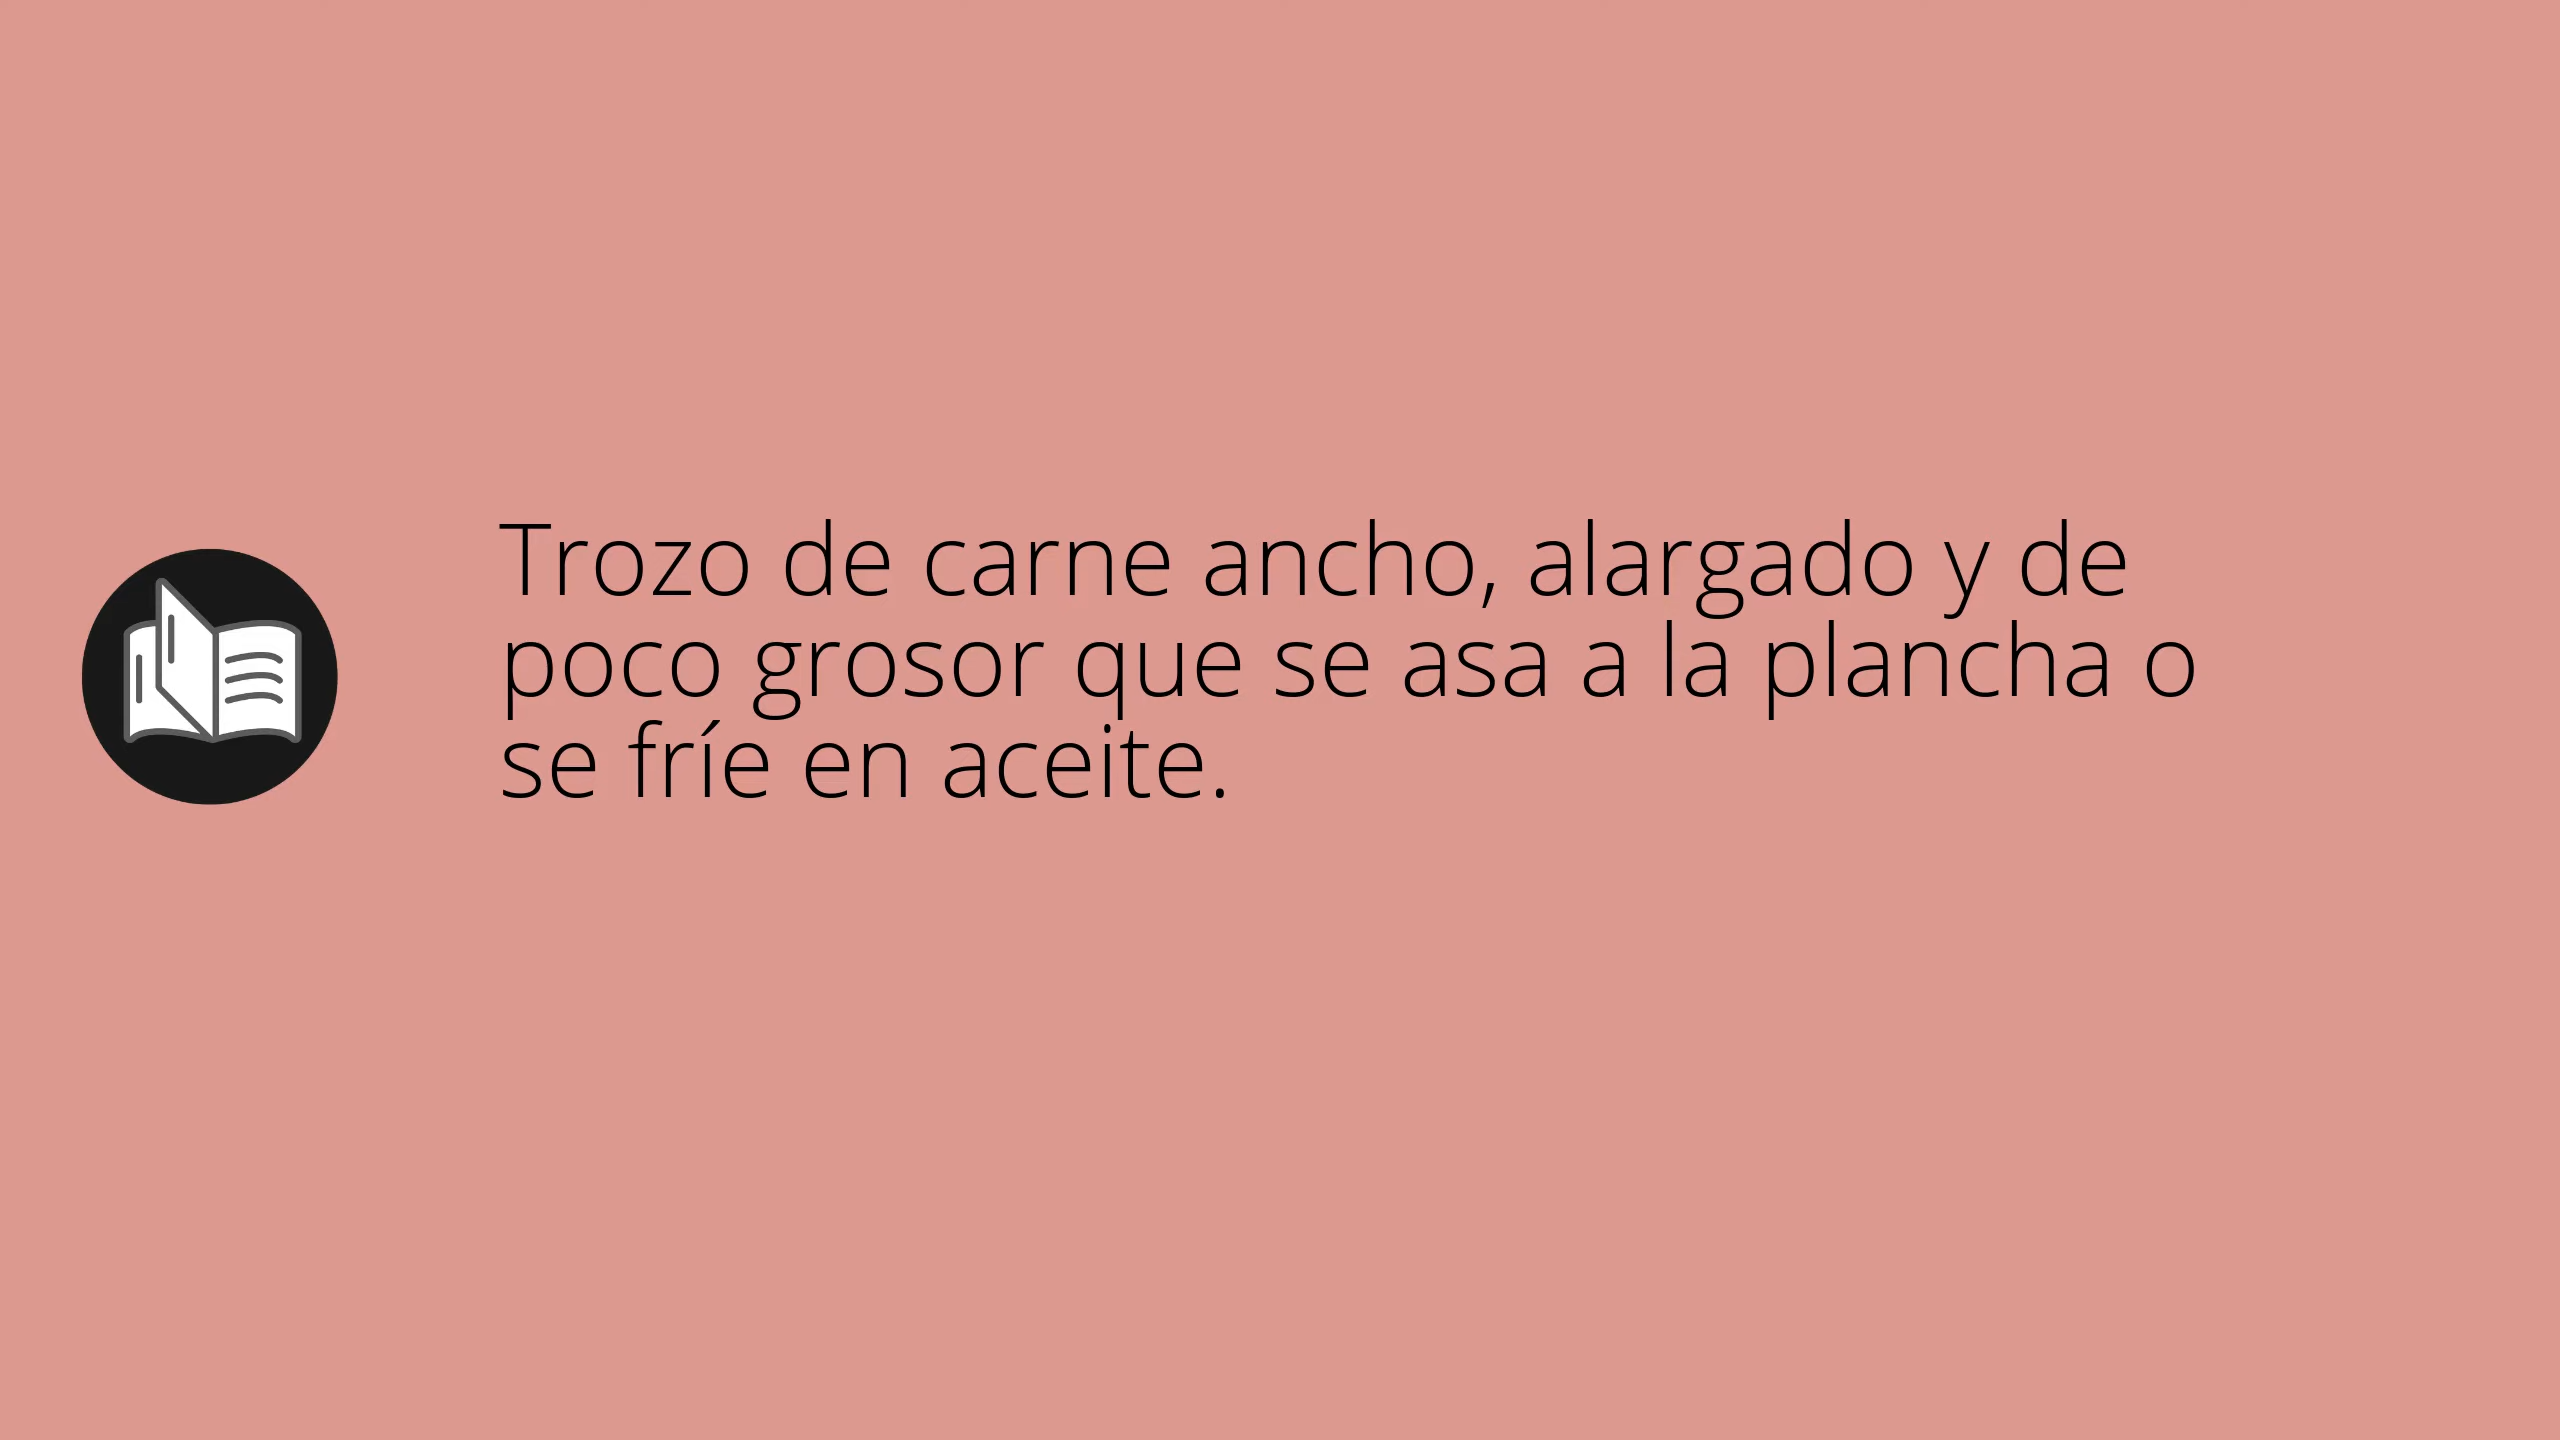 Trozo de carne ancho, alargado y de
poco grosor que se asa a la plancha o
se fríe en aceite.